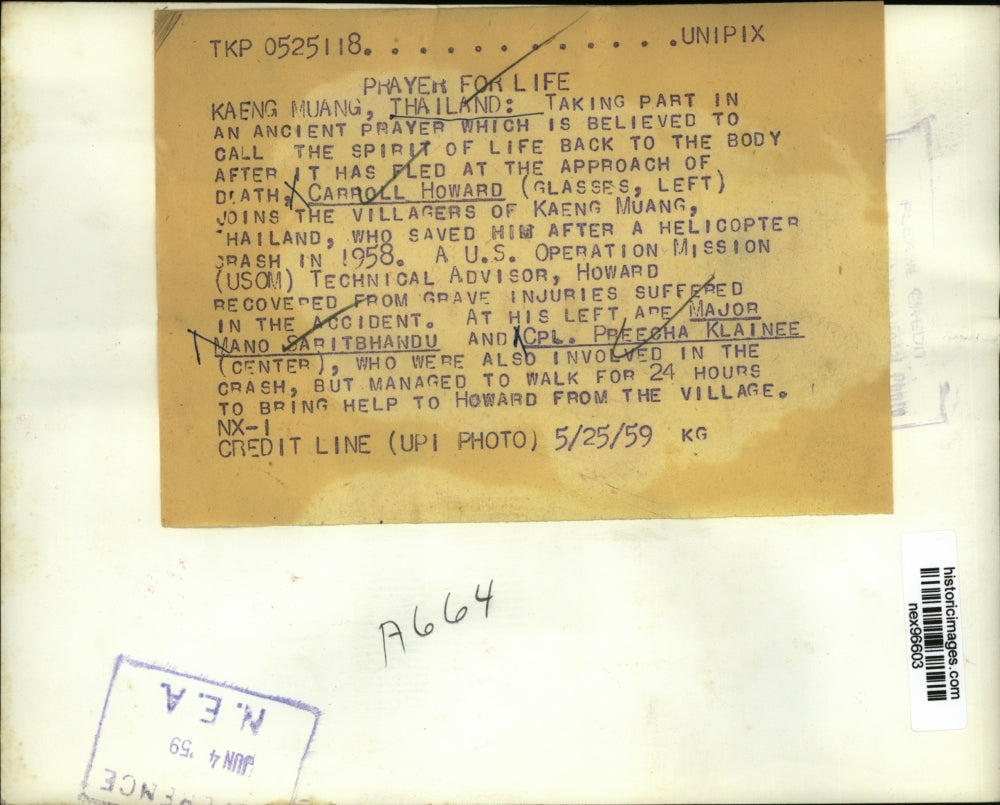 TKP 0525118. . . . . . . . . . . . .UNIPIX
PRAYER FOR LIFE
KAENG MUANG, THAILAND: TAKING PART IN
AN ANCIENT PRAYER WHICH IS BELIEVED TO
CALL THE SPIRIT OF LIFE BACK TO THE BODY
AFTER IT HAS FLED AT THE APPROACH OF
DEATH, CARROLL HOWARD (GLASSES, LEFT)
JOINS THE VILLAGERS OF KAENG MUANG,
THAILAND, WHO SAVED HIM AFTER A HELICOPTER
CRASH IN 1958. A U.S. OPERATION MISSION
(USOM) TECHNICAL ADVISOR, HOWARD
RECOVERED FROM GRAVE INJURIES SUFFERED
IN THE ACCIDENT. AT HIS LEFT ARE MAJOR
MANO SARITBHANDU AND CPL. PREECHA KLAINEE
(CENTER), WHO WERE ALSO INVOLVED IN THE
CRASH, BUT MANAGED TO WALK FOR 24 HOURS
TO BRING HELP TO HOWARD FROM THE VILLAGE.
NX-1
CREDIT LINE (UPI PHOTO) 5/25/59 KG
PLEASE CREDIT
historicimages.com
nex96603
A664
N.E.A.
JUN 4 '59